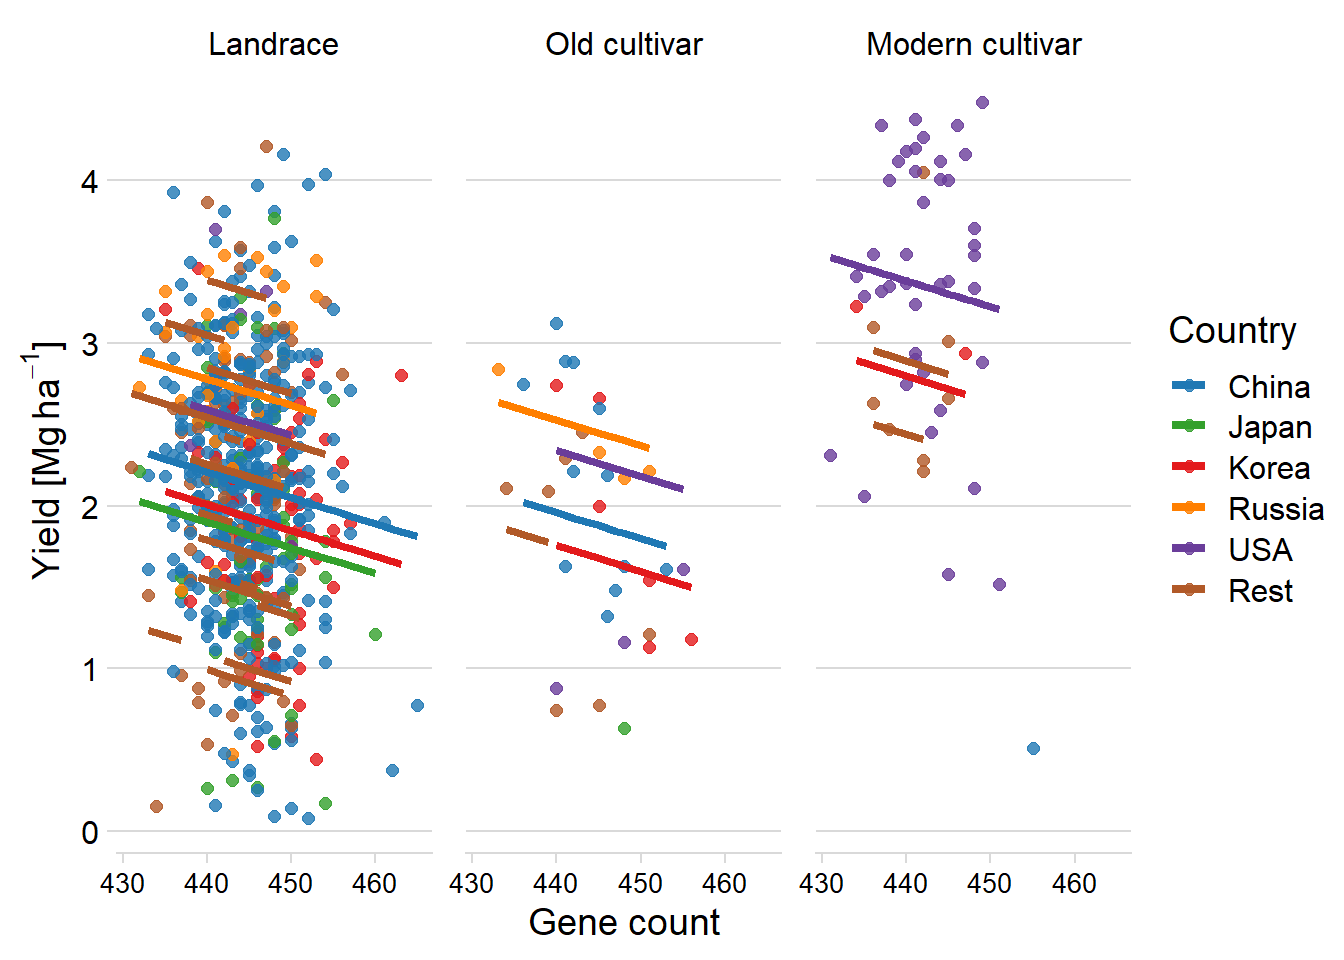 Landrace
Old cultivar
Modern cultivar
Yield [Mg ha⁻¹]
4
3
2
1
0
430 440 450 460
430 440 450 460
430 440 450 460
Gene count
Country
China
Japan
Korea
Russia
USA
Rest